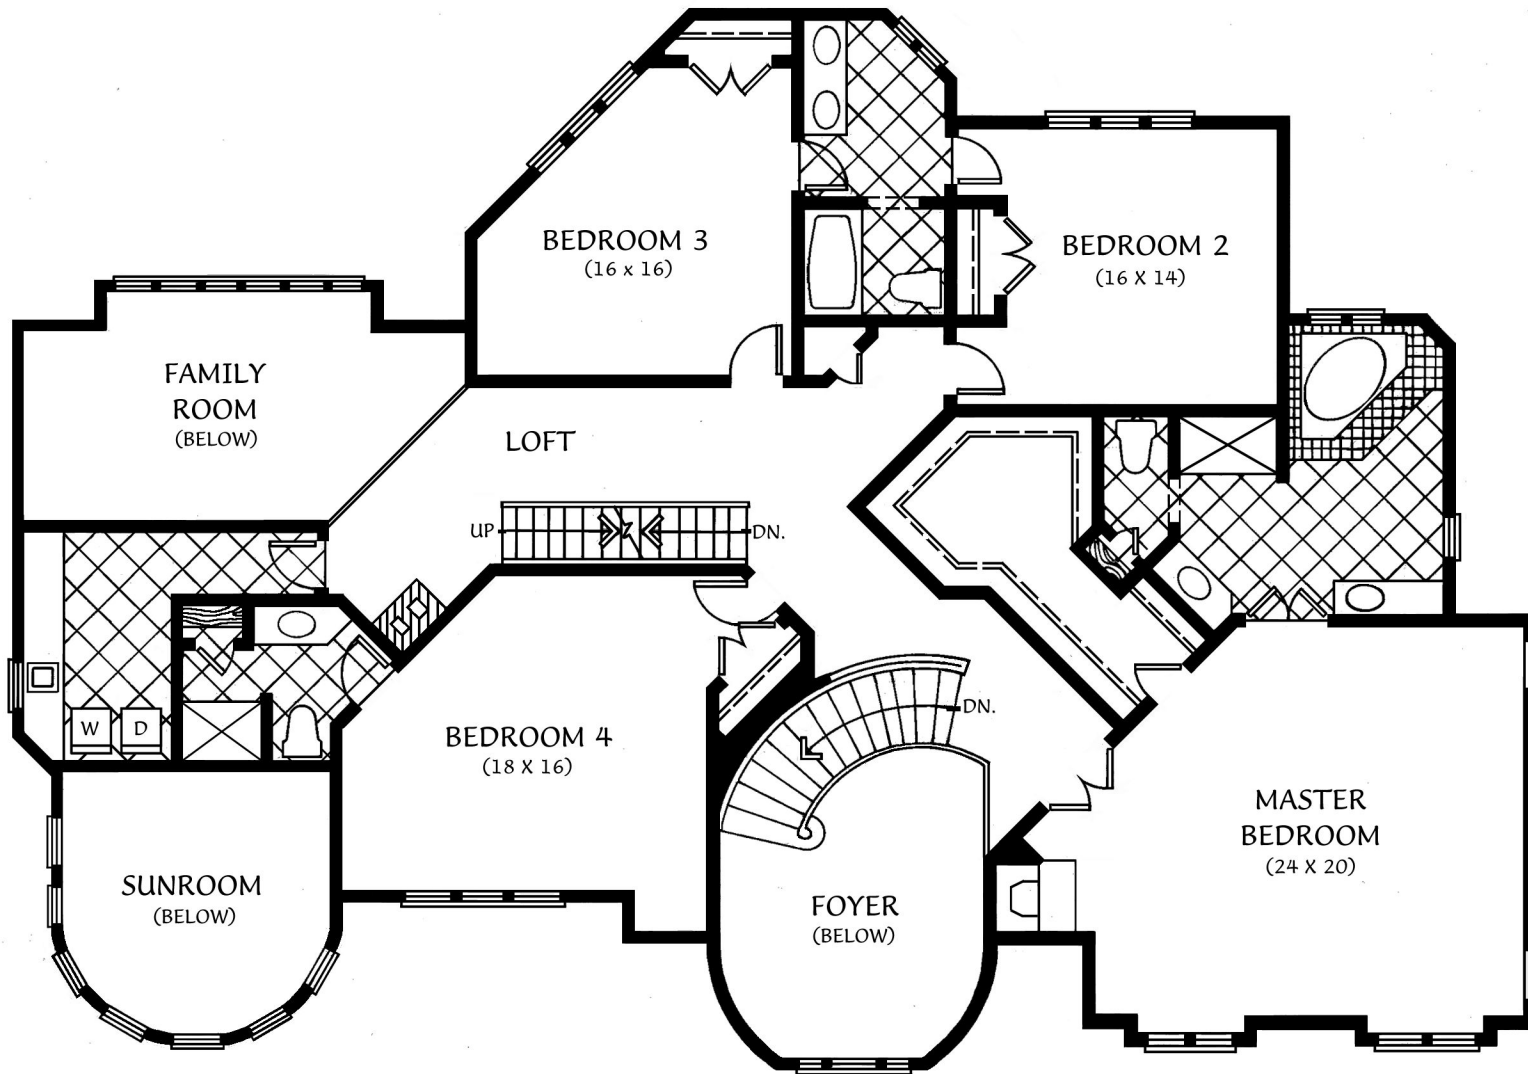 BEDROOM 3
(16 x 16)
BEDROOM 2
(16 X 14)
FAMILY
ROOM
(BELOW)
LOFT
UP
DN.
W
D
BEDROOM 4
(18 X 16)
DN.
MASTER
BEDROOM
(24 X 20)
SUNROOM
(BELOW)
FOYER
(BELOW)